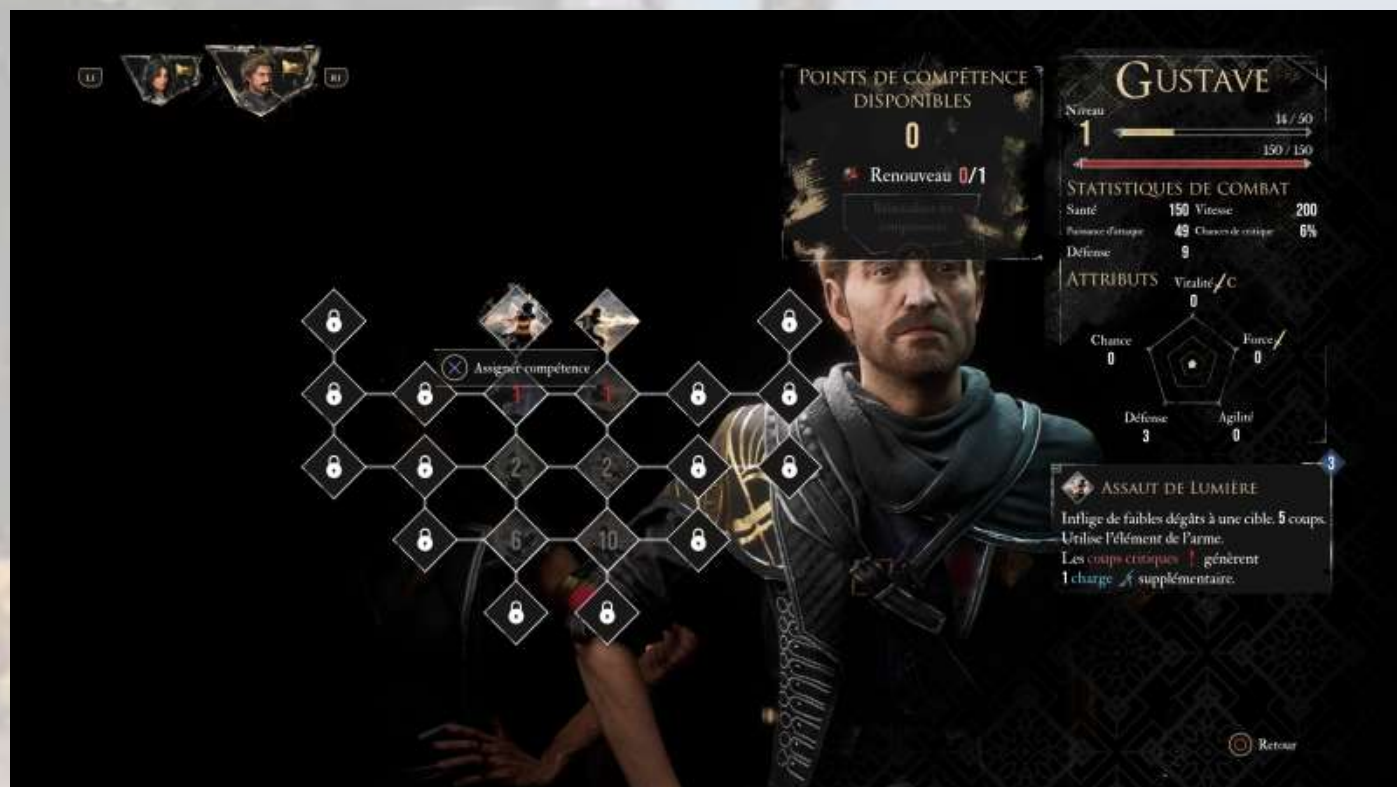 L1
R1
POINTS DE COMPÉTENCE
DISPONIBLES
0
Renouveau 0/1
GUSTAVE
Niveau
1
14 / 50
150 / 150
STATISTIQUES DE COMBAT
Santé 150 Vitesse 200
Puissance d'attaque 49 Chances de critique 6%
Défense 9
ATTRIBUTS
Vitalité C
0
Chance
0
Force
0
Défense
3
Agilité
0
Assigner compétence
1 1
2 2
6 10
3
ASSAUT DE LUMIÈRE
Inflige de faibles dégâts à une cible. 5 coups.
Utilise l'élément de l'arme.
Les coups critiques génèrent
1 charge supplémentaire.
Retour